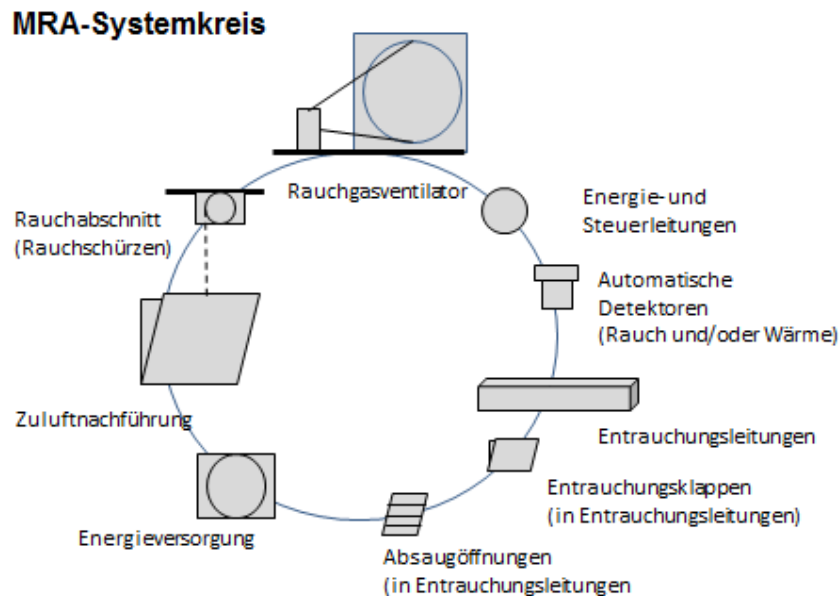 MRA-Systemkreis
Rauchgasventilator
Energie-und
Steuerleitungen
Automatische
Detektoren
(Rauch und/oder Wärme)
Entrauchungsleitungen
Entrauchungsklappen
(in Entrauchungsleitungen)
Absaugöffnungen
(in Entrauchungsleitungen
Energieversorgung
Zuluftnachführung
Rauchabschnitt
(Rauchschürzen)